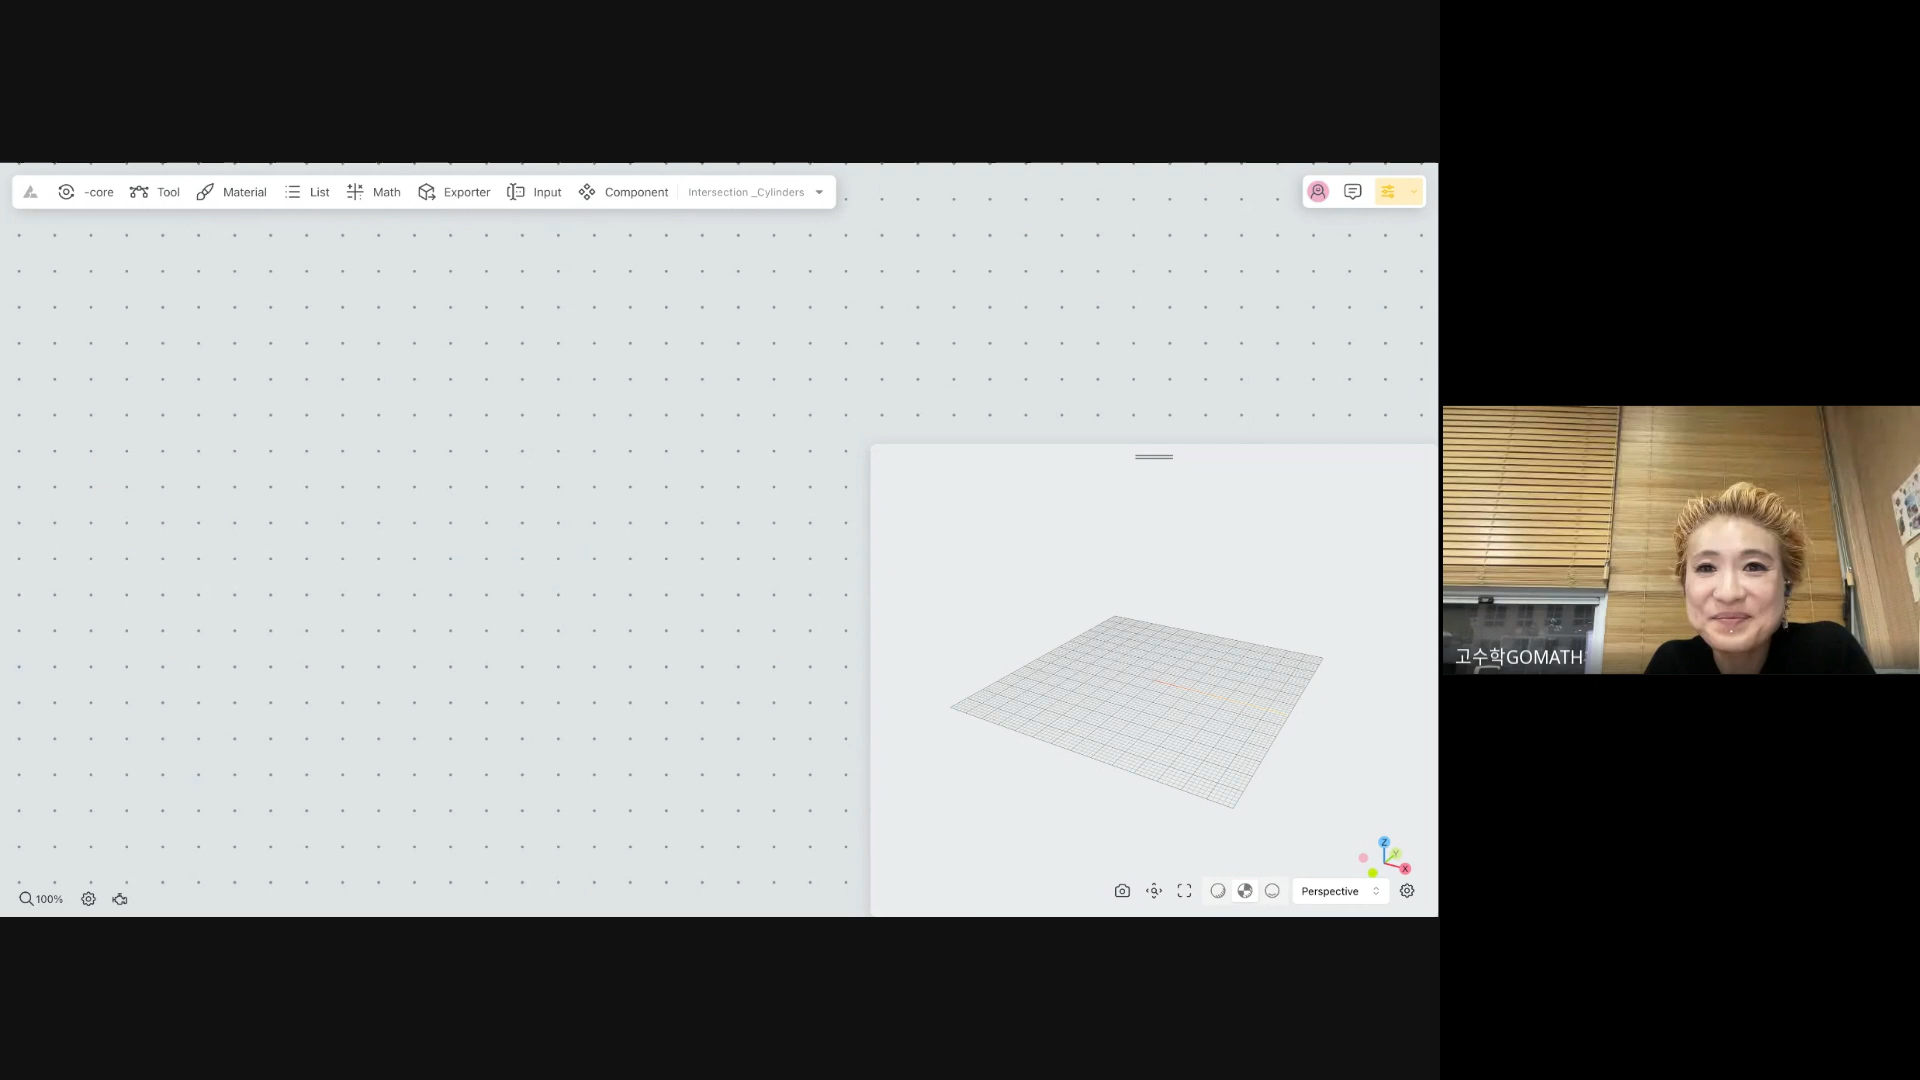 -core Tool Material List Math Exporter Input Component Intersection _Cylinders
Z
Y
X
100%
Perspective
고수학GOMATH